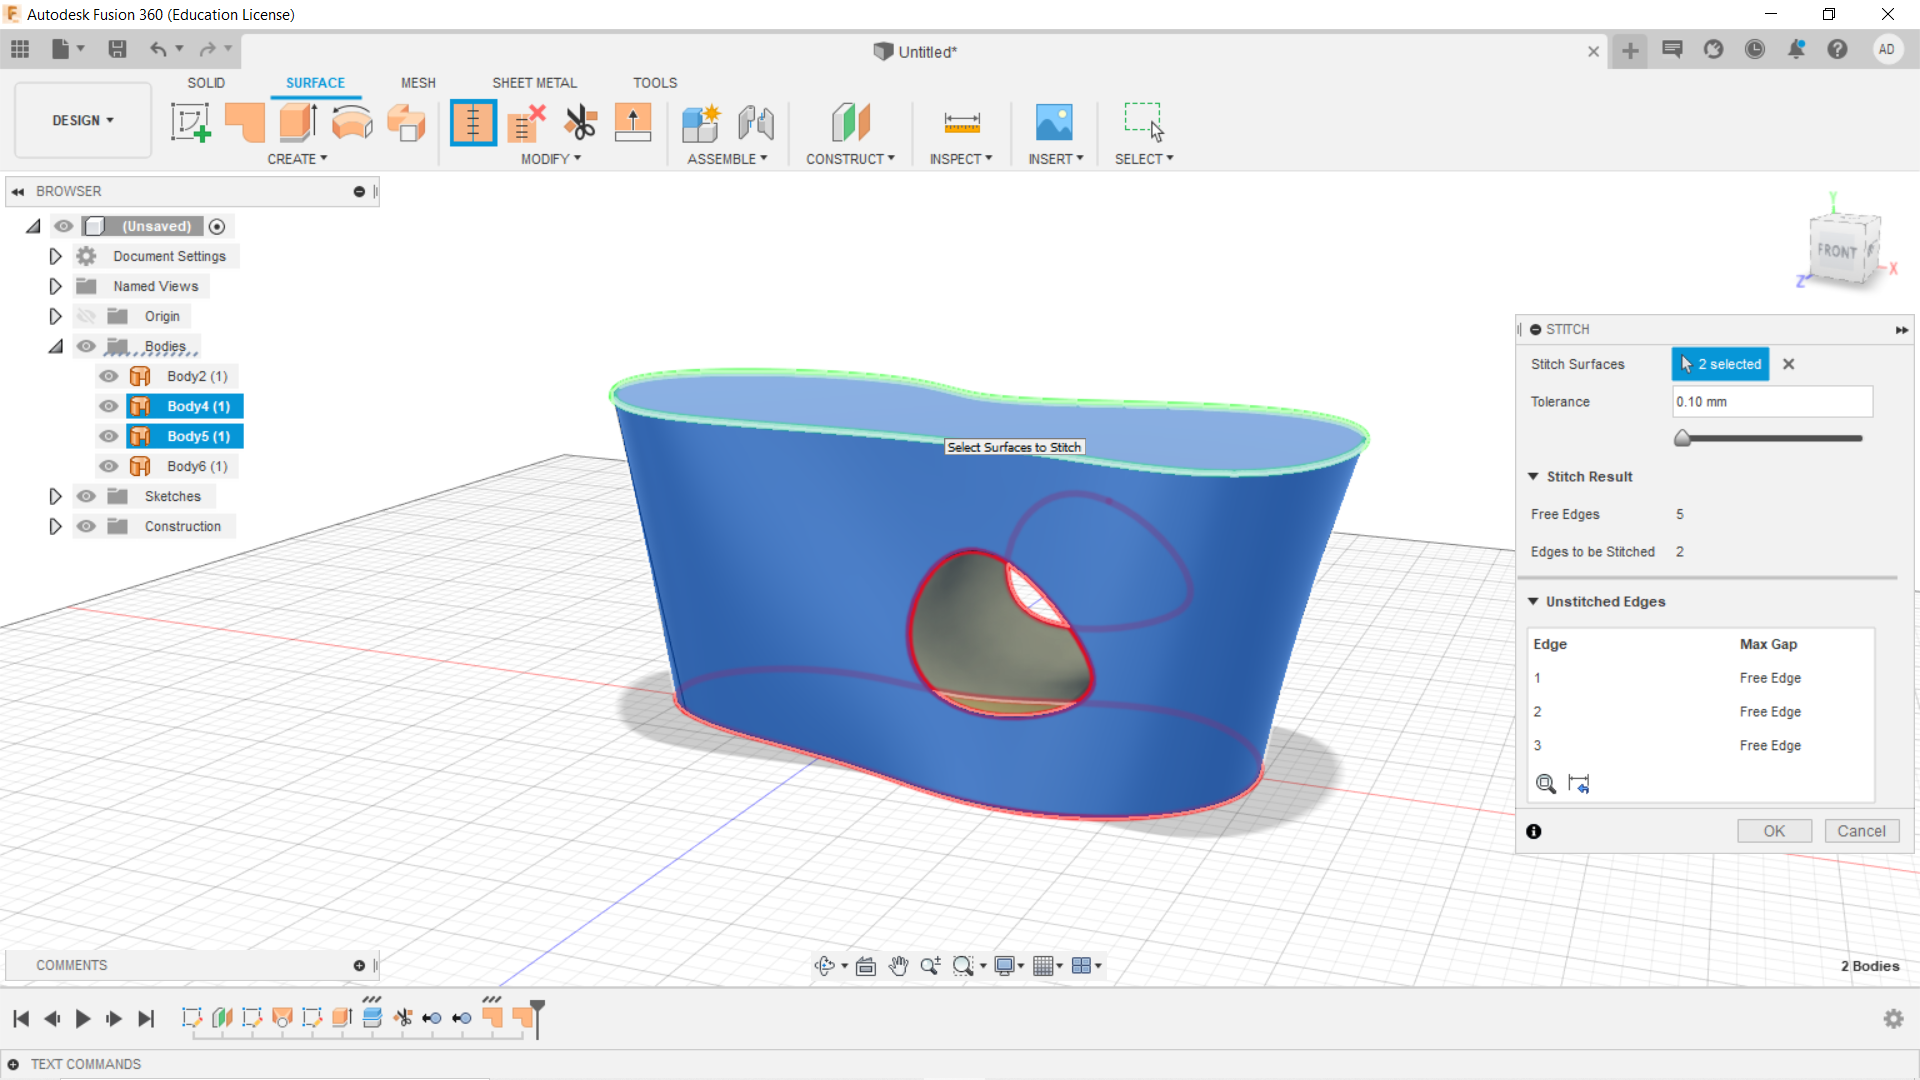 Autodesk Fusion 360 (Education License)
Untitled*
AD
SOLID SURFACE MESH SHEET METAL TOOLS
DESIGN
CREATE MODIFY ASSEMBLE CONSTRUCT INSPECT INSERT SELECT
BROWSER
(Unsaved)
Document Settings
Named Views
Origin
Bodies
Body2 (1)
Body4 (1)
Body5 (1)
Body6 (1)
Sketches
Construction
Select Surfaces to Stitch
Y
FRONT
X
Z
STITCH
Stitch Surfaces 2 selected
Tolerance 0.10 mm
Stitch Result
Free Edges 5
Edges to be Stitched 2
Unstitched Edges
Edge Max Gap
1 Free Edge
2 Free Edge
3 Free Edge
OK Cancel
COMMENTS
2 Bodies
TEXT COMMANDS